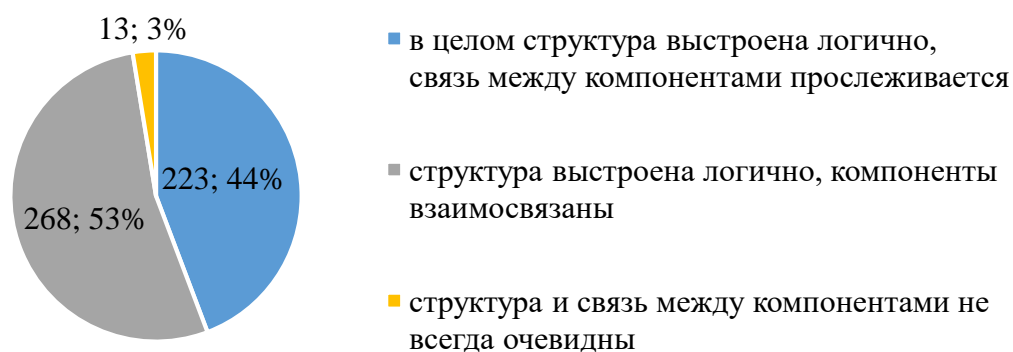 13; 3%
223; 44%
268; 53%
в целом структура выстроена логично,
связь между компонентами прослеживается
структура выстроена логично, компоненты
взаимосвязаны
структура и связь между компонентами не
всегда очевидны